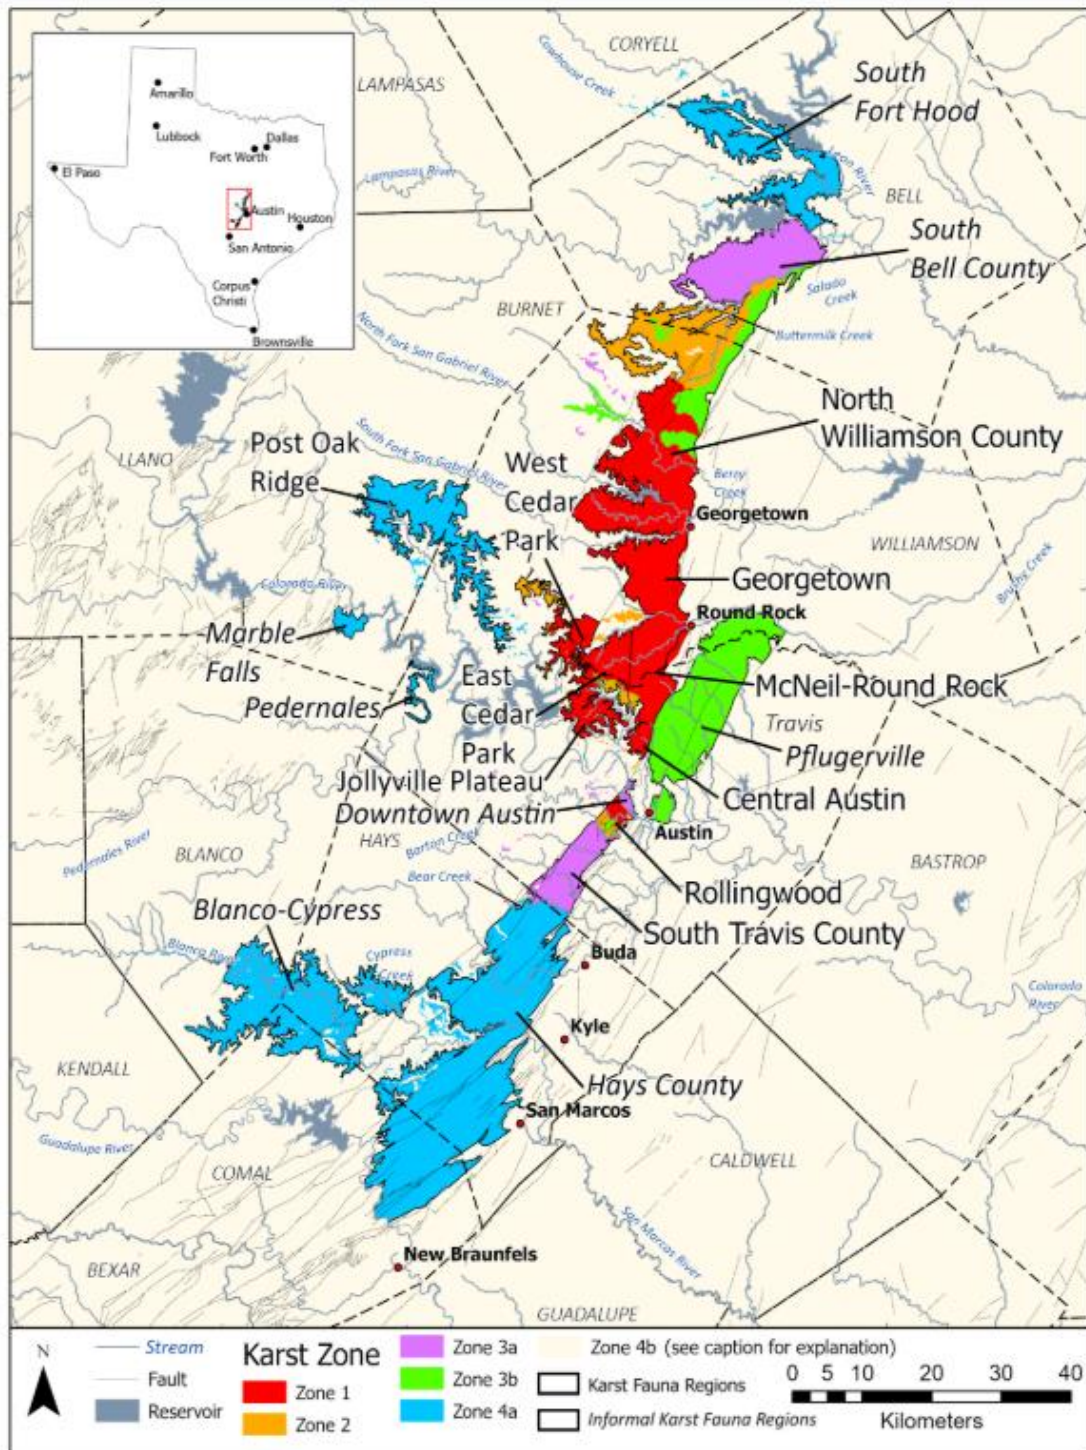 CORYELL
Cowhouse Creek
South
Fort Hood
LAMPASAS
Amarillo
Lubbock
Dallas
Fort Worth
El Paso
Austin
Houston
San Antonio
Corpus
Christi
Brownsville
Lampasas River
Leon River
BELL
South
Bell County
Salado
Creek
BURNET
Buttermilk Creek
North Fork San Gabriel River
North
Williamson County
Post Oak
Ridge
LLANO
South Fork San Gabriel River
West
Cedar
Park
Berry
Creek
Georgetown
WILLIAMSON
Brushy Creek
Colorado River
Georgetown
Round Rock
Marble
Falls
East
Cedar
Park
McNeil-Round Rock
Pedernales
Travis
Pflugerville
Jollyville Plateau
Downtown Austin
Central Austin
Austin
HAYS
Barton Creek
Pedernales River
BLANCO
Bear Creek
BASTROP
Rollingwood
Blanco-Cypress
South Travis County
Blanco River
Cypress
Creek
Buda
Colorado
River
Kyle
KENDALL
Hays County
San Marcos
Guadalupe River
COMAL
CALDWELL
San Marcos River
New Braunfels
BEXAR
GUADALUPE
N
Stream
Fault
Reservoir
Karst Zone
Zone 1
Zone 2
Zone 3a
Zone 3b
Zone 4a
Zone 4b (see caption for explanation)
Karst Fauna Regions
Informal Karst Fauna Regions
0 5 10 20 30 40
Kilometers